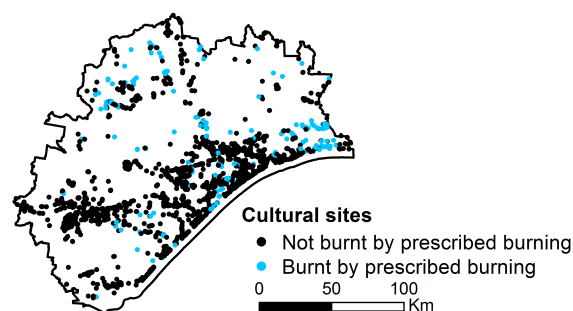 Cultural sites
Not burnt by prescribed burning
Burnt by prescribed burning
0 50 100
Km